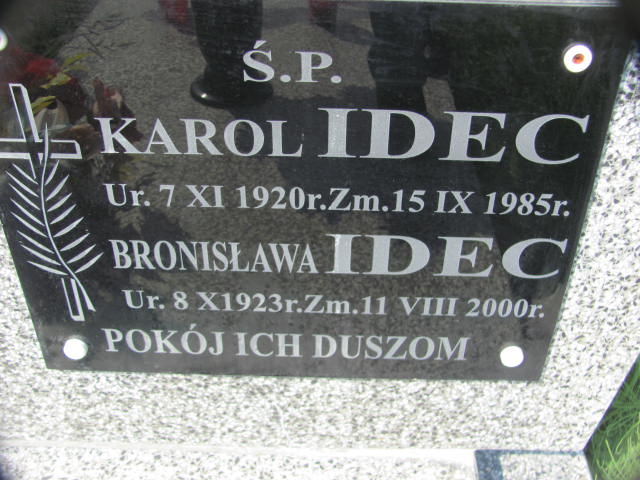 Ś.P.
KAROL IDEC
Ur. 7 XI 1920r.Zm.15 IX 1985r.
BRONISŁAWA IDEC
Ur. 8 X1923r.Zm.11 VIII 2000r.
POKÓJ ICH DUSZOM